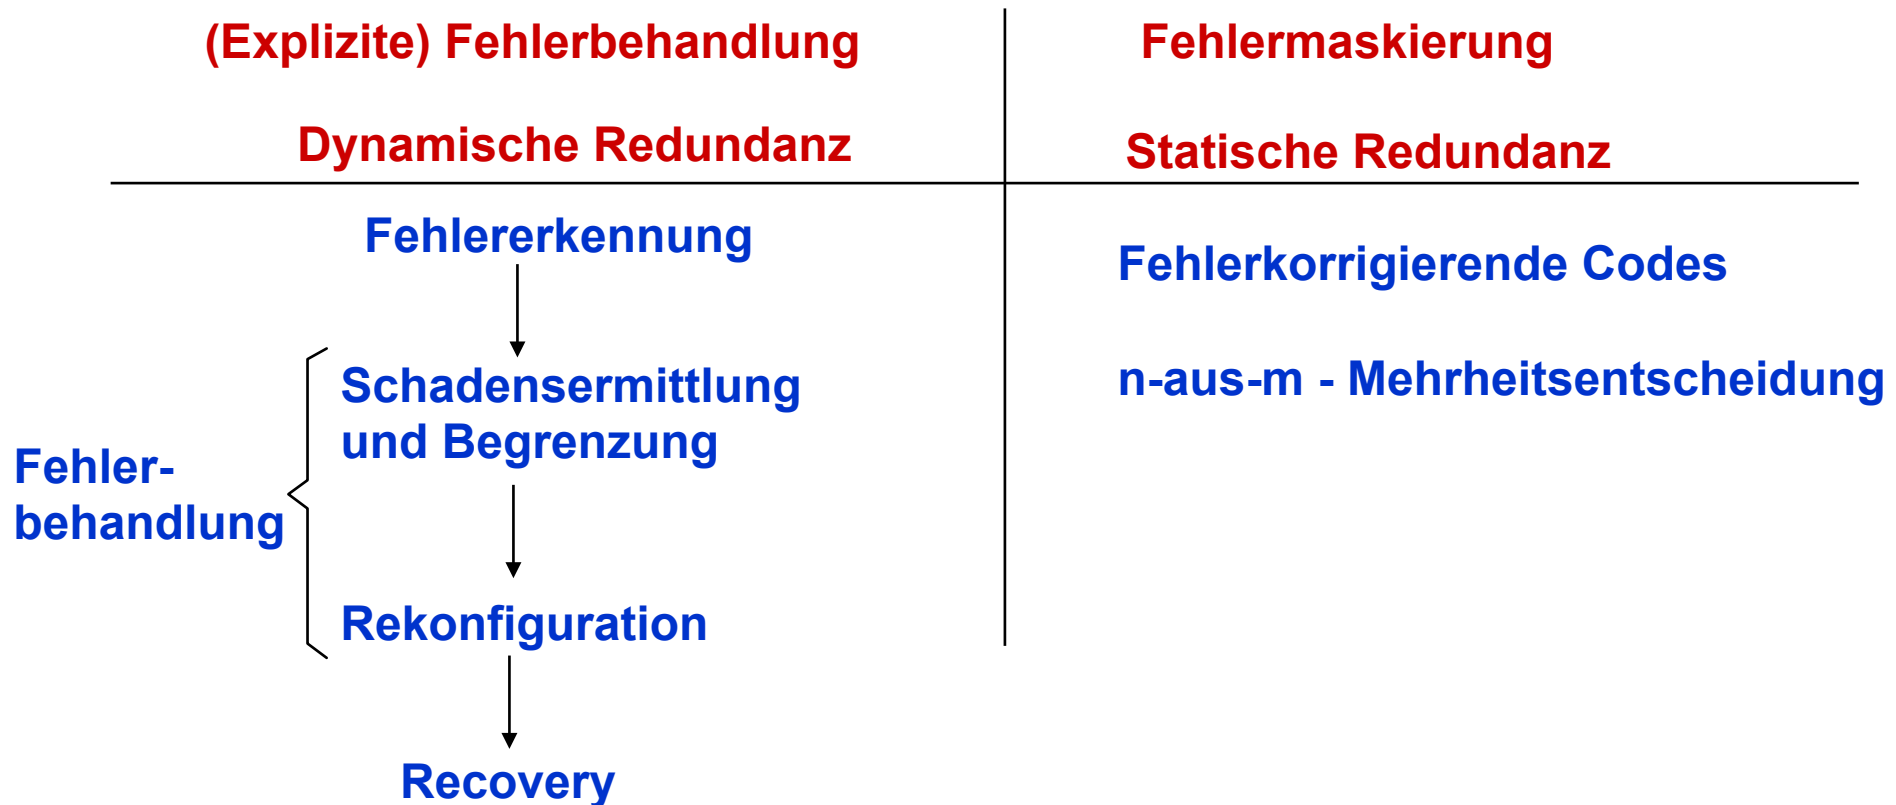 (Explizite) Fehlerbehandlung
Dynamische Redundanz
Fehlermaskierung
Statische Redundanz
Fehlererkennung
Schadensermittlung
und Begrenzung
Fehler-
behandlung
Rekonfiguration
Recovery
Fehlerkorrigierende Codes
n-aus-m - Mehrheitsentscheidung